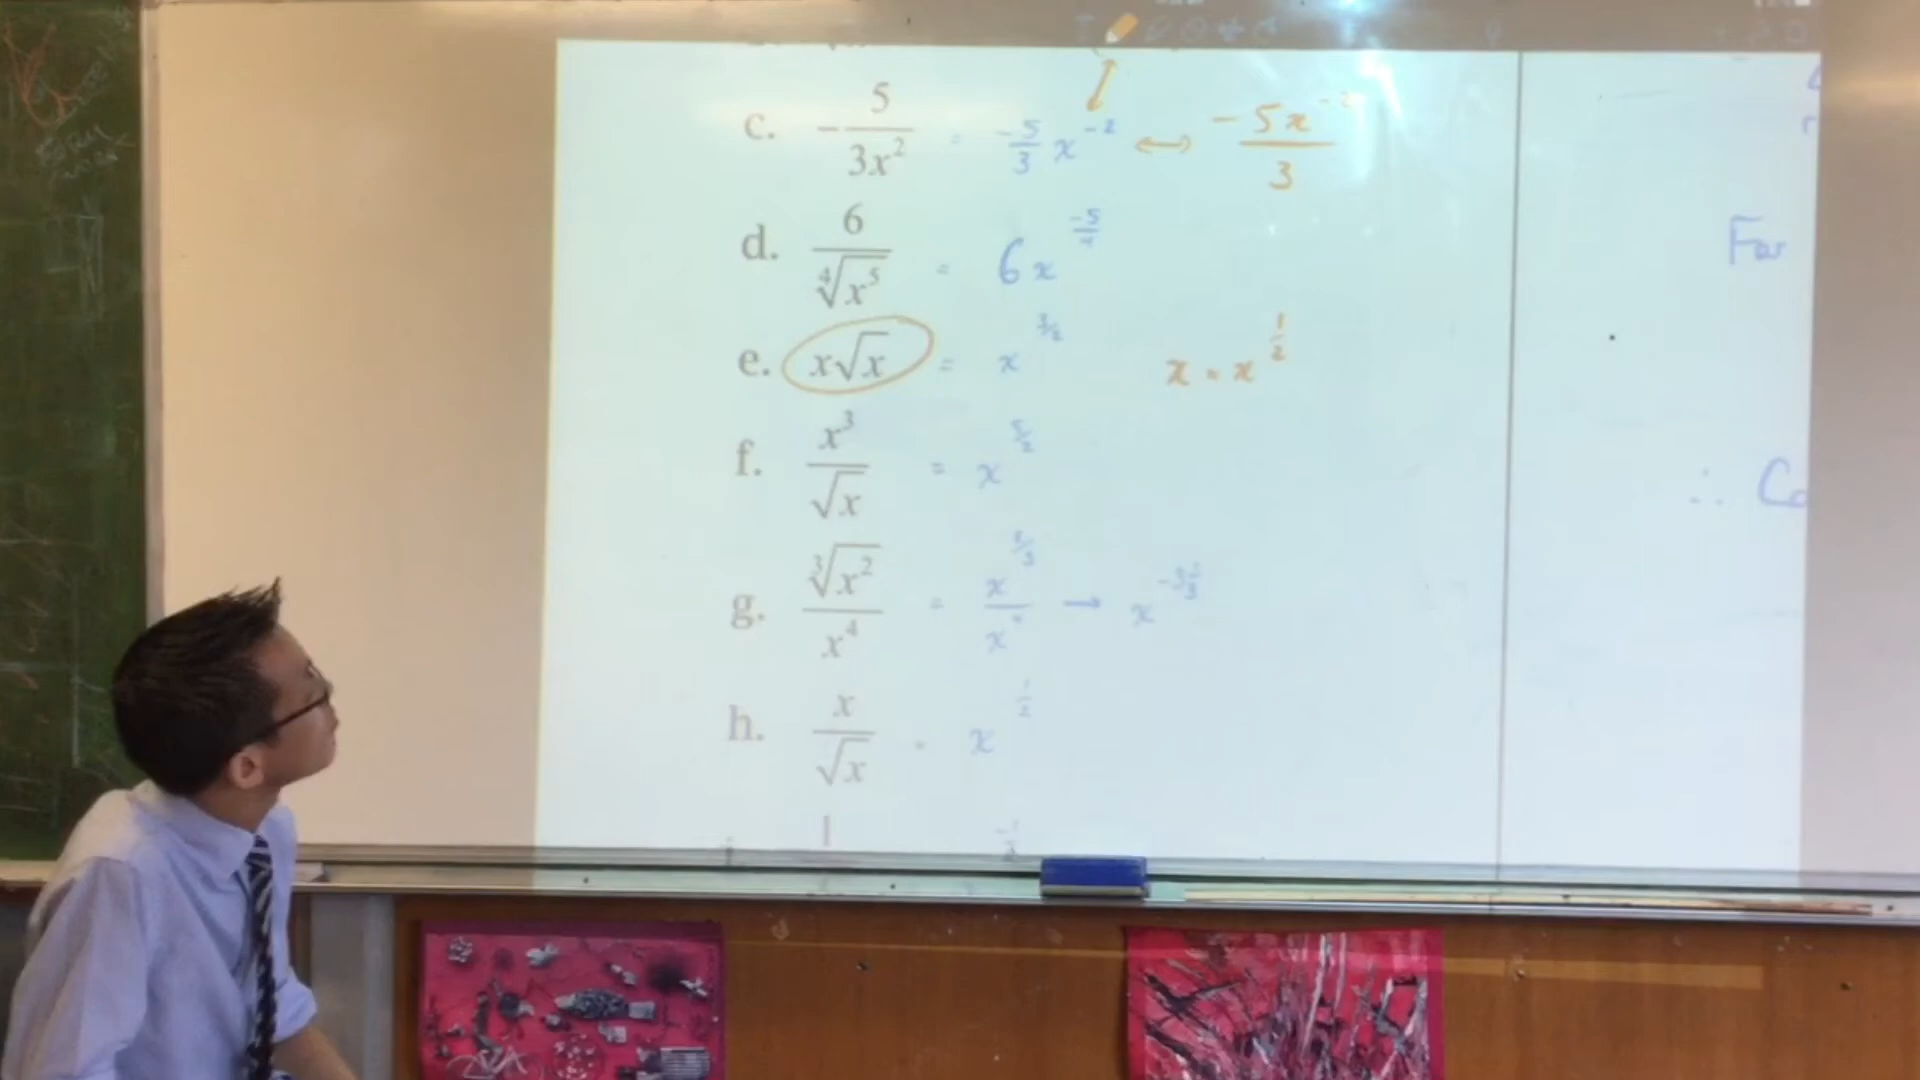 c. -5/(3x²) = -5/3 x⁻² ↔ -5x⁻²/3
d. 6/⁴√x⁵ = 6x^(-5/4)
e. x√x = x^(3/2) x · x^(1/2)
f. x³/√x = x^(5/2)
g. ³√x²/x⁴ = x^(2/3)/x⁴ → x^(-3 1/3)
h. x/√x = x^(1/2)
For
∴ Co